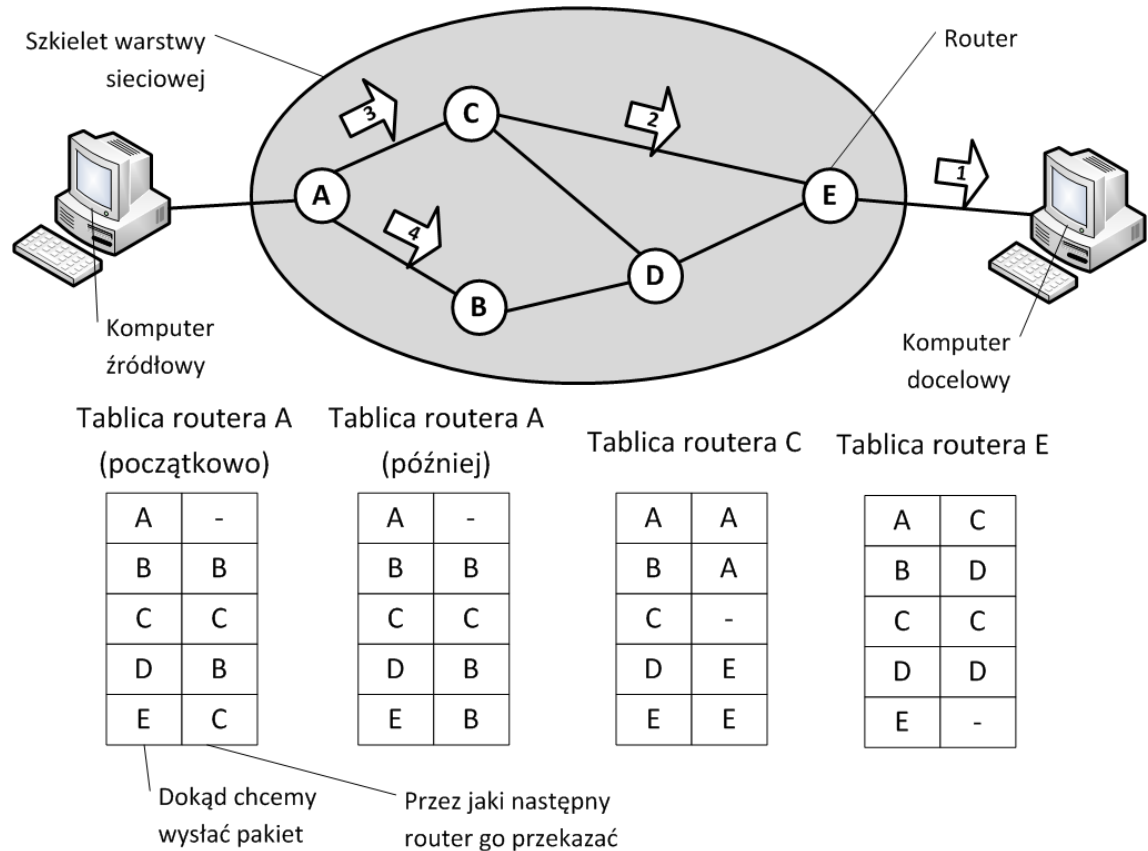 Szkielet warstwy
sieciowej
Router
3
C
2
A
E
1
4
D
B
Komputer
źródłowy
Komputer
docelowy
Tablica routera A
(początkowo)
A -
B B
C C
D B
E C
Tablica routera A
(później)
A -
B B
C C
D B
E B
Tablica routera C
A A
B A
C -
D E
E E
Tablica routera E
A C
B D
C C
D D
E -
Dokąd chcemy
wysłać pakiet
Przez jaki następny
router go przekazać